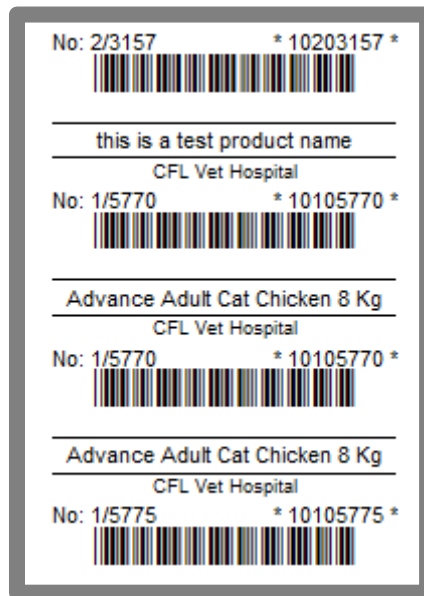 No: 2/3157 * 10203157 *
this is a test product name
CFL Vet Hospital
No: 1/5770 * 10105770 *
Advance Adult Cat Chicken 8 Kg
CFL Vet Hospital
No: 1/5770 * 10105770 *
Advance Adult Cat Chicken 8 Kg
CFL Vet Hospital
No: 1/5775 * 10105775 *